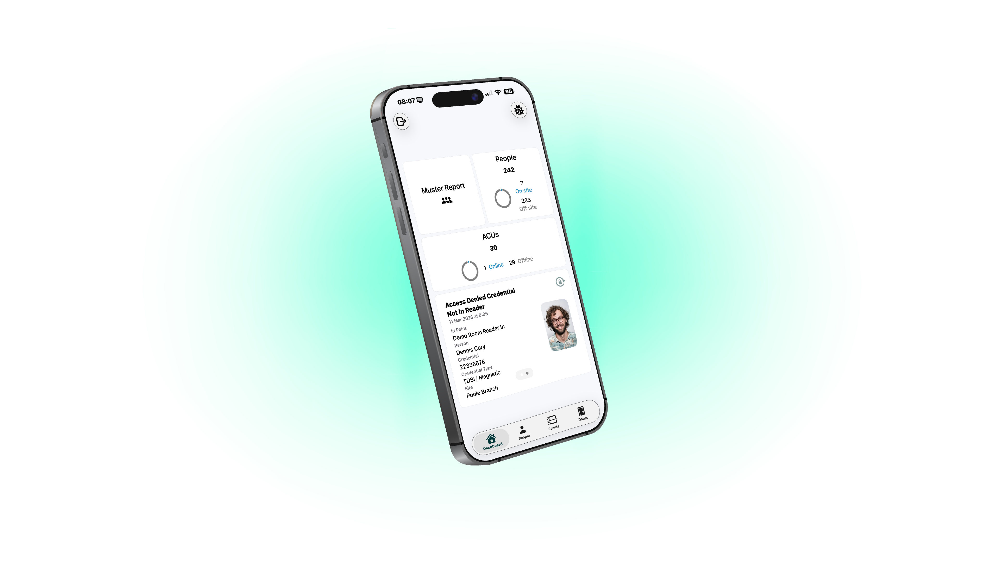 08:07
96
Muster Report
People
242
7
On site
235
Off site
ACUs
30
1 Online 29 Offline
Access Denied Credential
Not In Reader
11 Mar 2026 at 8:06
Id Point
Demo Room Reader In
Person
Dennis Cary
Credential
22335678
Credential Type
TDSi / Magnetic
Site
Poole Branch
Dashboard
People
Events
Doors